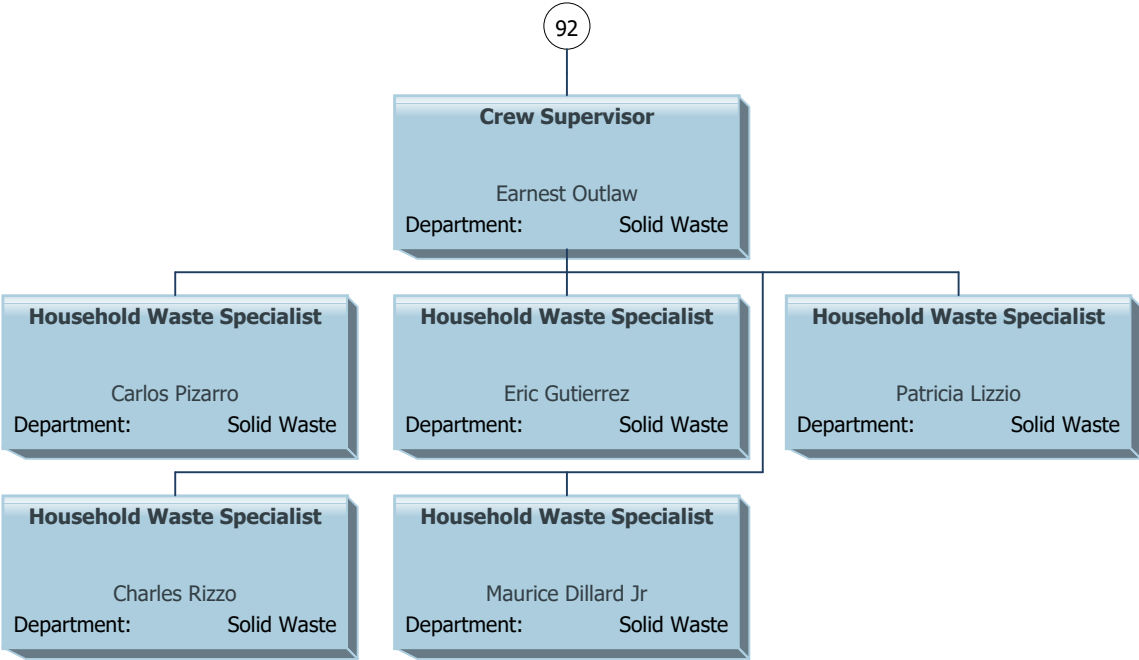 92
Crew Supervisor
Earnest Outlaw
Department: Solid Waste
Household Waste Specialist
Carlos Pizarro
Department: Solid Waste
Household Waste Specialist
Eric Gutierrez
Department: Solid Waste
Household Waste Specialist
Patricia Lizzio
Department: Solid Waste
Household Waste Specialist
Charles Rizzo
Department: Solid Waste
Household Waste Specialist
Maurice Dillard Jr
Department: Solid Waste